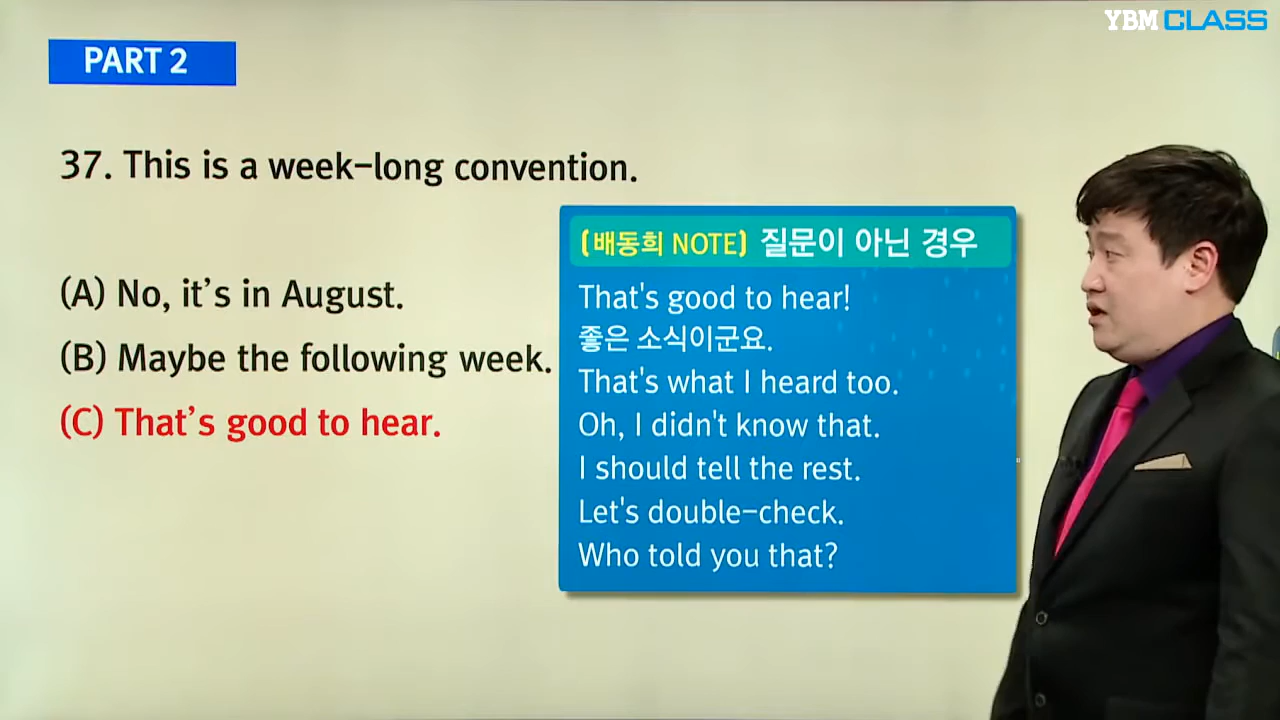 YBM CLASS
PART 2
37. This is a week-long convention.
(A) No, it's in August.
(B) Maybe the following week.
(C) That's good to hear.
(배동희 NOTE) 질문이 아닌 경우
That's good to hear!
좋은 소식이군요.
That's what I heard too.
Oh, I didn't know that.
I should tell the rest.
Let's double-check.
Who told you that?